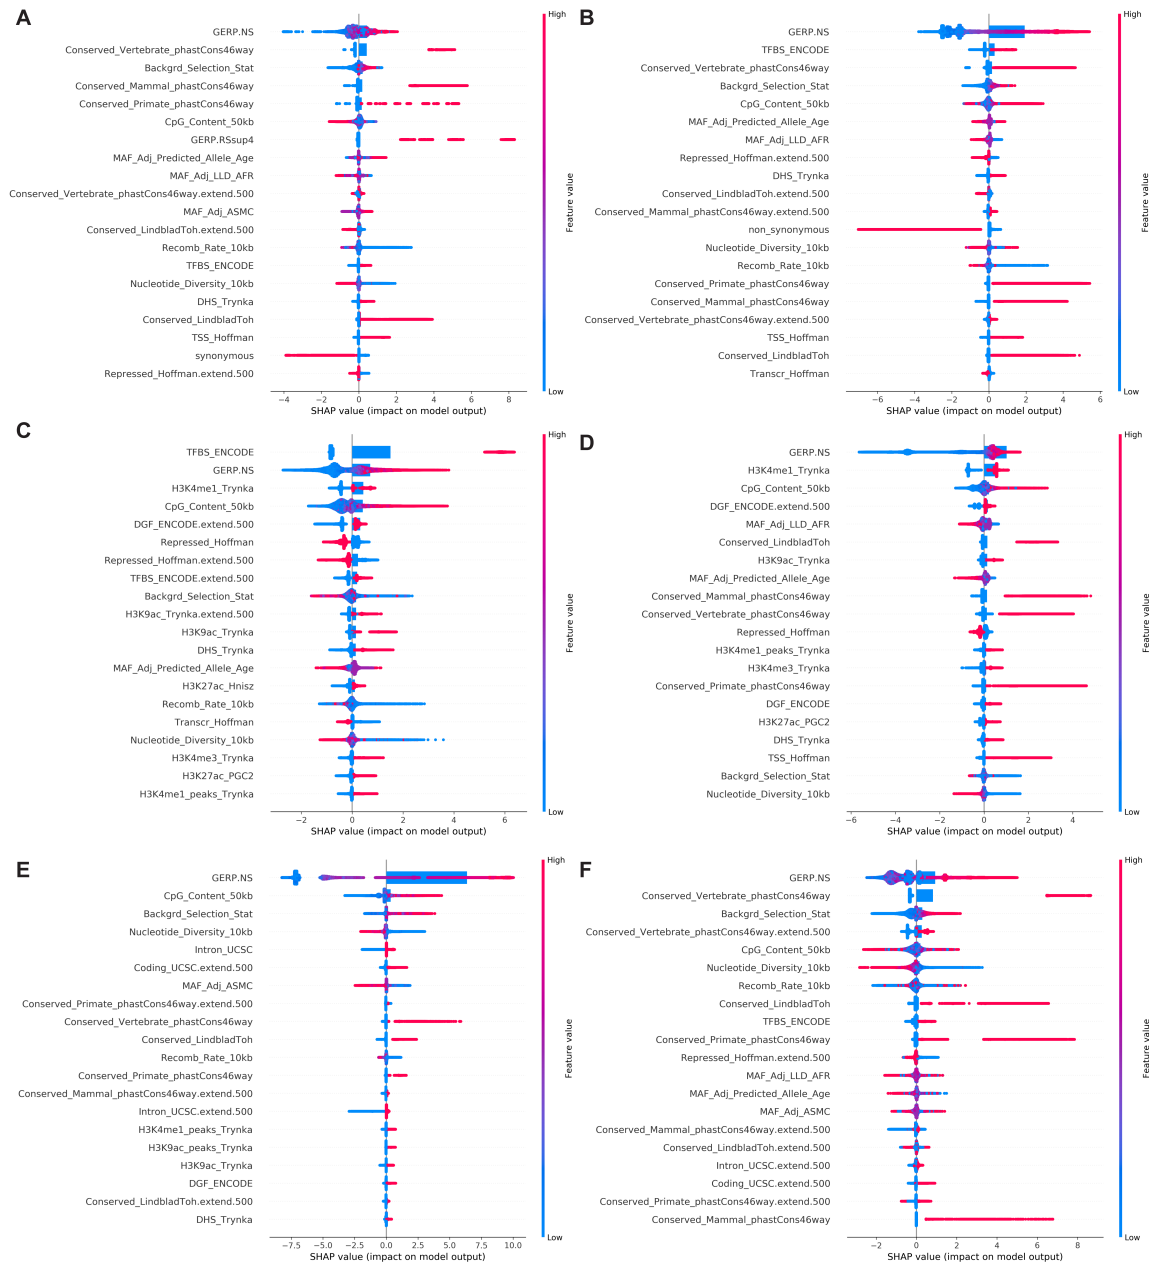 A
GERP.NS
Conserved_Vertebrate_phastCons46way
Backgrd_Selection_Stat
Conserved_Mammal_phastCons46way
Conserved_Primate_phastCons46way
CpG_Content_50kb
GERP.RSsup4
MAF_Adj_Predicted_Allele_Age
MAF_Adj_LLD_AFR
Conserved_Vertebrate_phastCons46way.extend.500
MAF_Adj_ASMC
Conserved_LindbladToh.extend.500
Recomb_Rate_10kb
TFBS_ENCODE
Nucleotide_Diversity_10kb
DHS_Trynka
Conserved_LindbladToh
TSS_Hoffman
synonymous
Repressed_Hoffman.extend.500
−4 −2 0 2 4 6 8
SHAP value (impact on model output)
High
Feature value
Low
B
GERP.NS
TFBS_ENCODE
Conserved_Vertebrate_phastCons46way
Backgrd_Selection_Stat
CpG_Content_50kb
MAF_Adj_Predicted_Allele_Age
MAF_Adj_LLD_AFR
Repressed_Hoffman.extend.500
DHS_Trynka
Conserved_LindbladToh.extend.500
Conserved_Mammal_phastCons46way.extend.500
non_synonymous
Nucleotide_Diversity_10kb
Recomb_Rate_10kb
Conserved_Primate_phastCons46way
Conserved_Mammal_phastCons46way
Conserved_Vertebrate_phastCons46way.extend.500
TSS_Hoffman
Conserved_LindbladToh
Transcr_Hoffman
−6 −4 −2 0 2 4 6
SHAP value (impact on model output)
High
Feature value
Low
C
TFBS_ENCODE
GERP.NS
H3K4me1_Trynka
CpG_Content_50kb
DGF_ENCODE.extend.500
Repressed_Hoffman
Repressed_Hoffman.extend.500
TFBS_ENCODE.extend.500
Backgrd_Selection_Stat
H3K9ac_Trynka.extend.500
H3K9ac_Trynka
DHS_Trynka
MAF_Adj_Predicted_Allele_Age
H3K27ac_Hnisz
Recomb_Rate_10kb
Transcr_Hoffman
Nucleotide_Diversity_10kb
H3K4me3_Trynka
H3K27ac_PGC2
H3K4me1_peaks_Trynka
−2 0 2 4 6
SHAP value (impact on model output)
High
Feature value
Low
D
GERP.NS
H3K4me1_Trynka
CpG_Content_50kb
DGF_ENCODE.extend.500
MAF_Adj_LLD_AFR
Conserved_LindbladToh
H3K9ac_Trynka
MAF_Adj_Predicted_Allele_Age
Conserved_Mammal_phastCons46way
Conserved_Vertebrate_phastCons46way
Repressed_Hoffman
H3K4me1_peaks_Trynka
H3K4me3_Trynka
Conserved_Primate_phastCons46way
DGF_ENCODE
H3K27ac_PGC2
DHS_Trynka
TSS_Hoffman
Backgrd_Selection_Stat
Nucleotide_Diversity_10kb
−6 −4 −2 0 2 4
SHAP value (impact on model output)
High
Feature value
Low
E
GERP.NS
CpG_Content_50kb
Backgrd_Selection_Stat
Nucleotide_Diversity_10kb
Intron_UCSC
Coding_UCSC.extend.500
MAF_Adj_ASMC
Conserved_Primate_phastCons46way.extend.500
Conserved_Vertebrate_phastCons46way
Conserved_LindbladToh
Recomb_Rate_10kb
Conserved_Primate_phastCons46way
Conserved_Mammal_phastCons46way.extend.500
Intron_UCSC.extend.500
H3K4me1_peaks_Trynka
H3K9ac_peaks_Trynka
H3K9ac_Trynka
DGF_ENCODE
Conserved_LindbladToh.extend.500
DHS_Trynka
−7.5 −5.0 −2.5 0.0 2.5 5.0 7.5 10.0
SHAP value (impact on model output)
High
Feature value
Low
F
GERP.NS
Conserved_Vertebrate_phastCons46way
Backgrd_Selection_Stat
Conserved_Vertebrate_phastCons46way.extend.500
CpG_Content_50kb
Nucleotide_Diversity_10kb
Recomb_Rate_10kb
Conserved_LindbladToh
TFBS_ENCODE
Conserved_Primate_phastCons46way
Repressed_Hoffman.extend.500
MAF_Adj_LLD_AFR
MAF_Adj_Predicted_Allele_Age
MAF_Adj_ASMC
Conserved_Mammal_phastCons46way.extend.500
Conserved_LindbladToh.extend.500
Intron_UCSC.extend.500
Coding_UCSC.extend.500
Conserved_Primate_phastCons46way.extend.500
Conserved_Mammal_phastCons46way
−2 0 2 4 6 8
SHAP value (impact on model output)
High
Feature value
Low